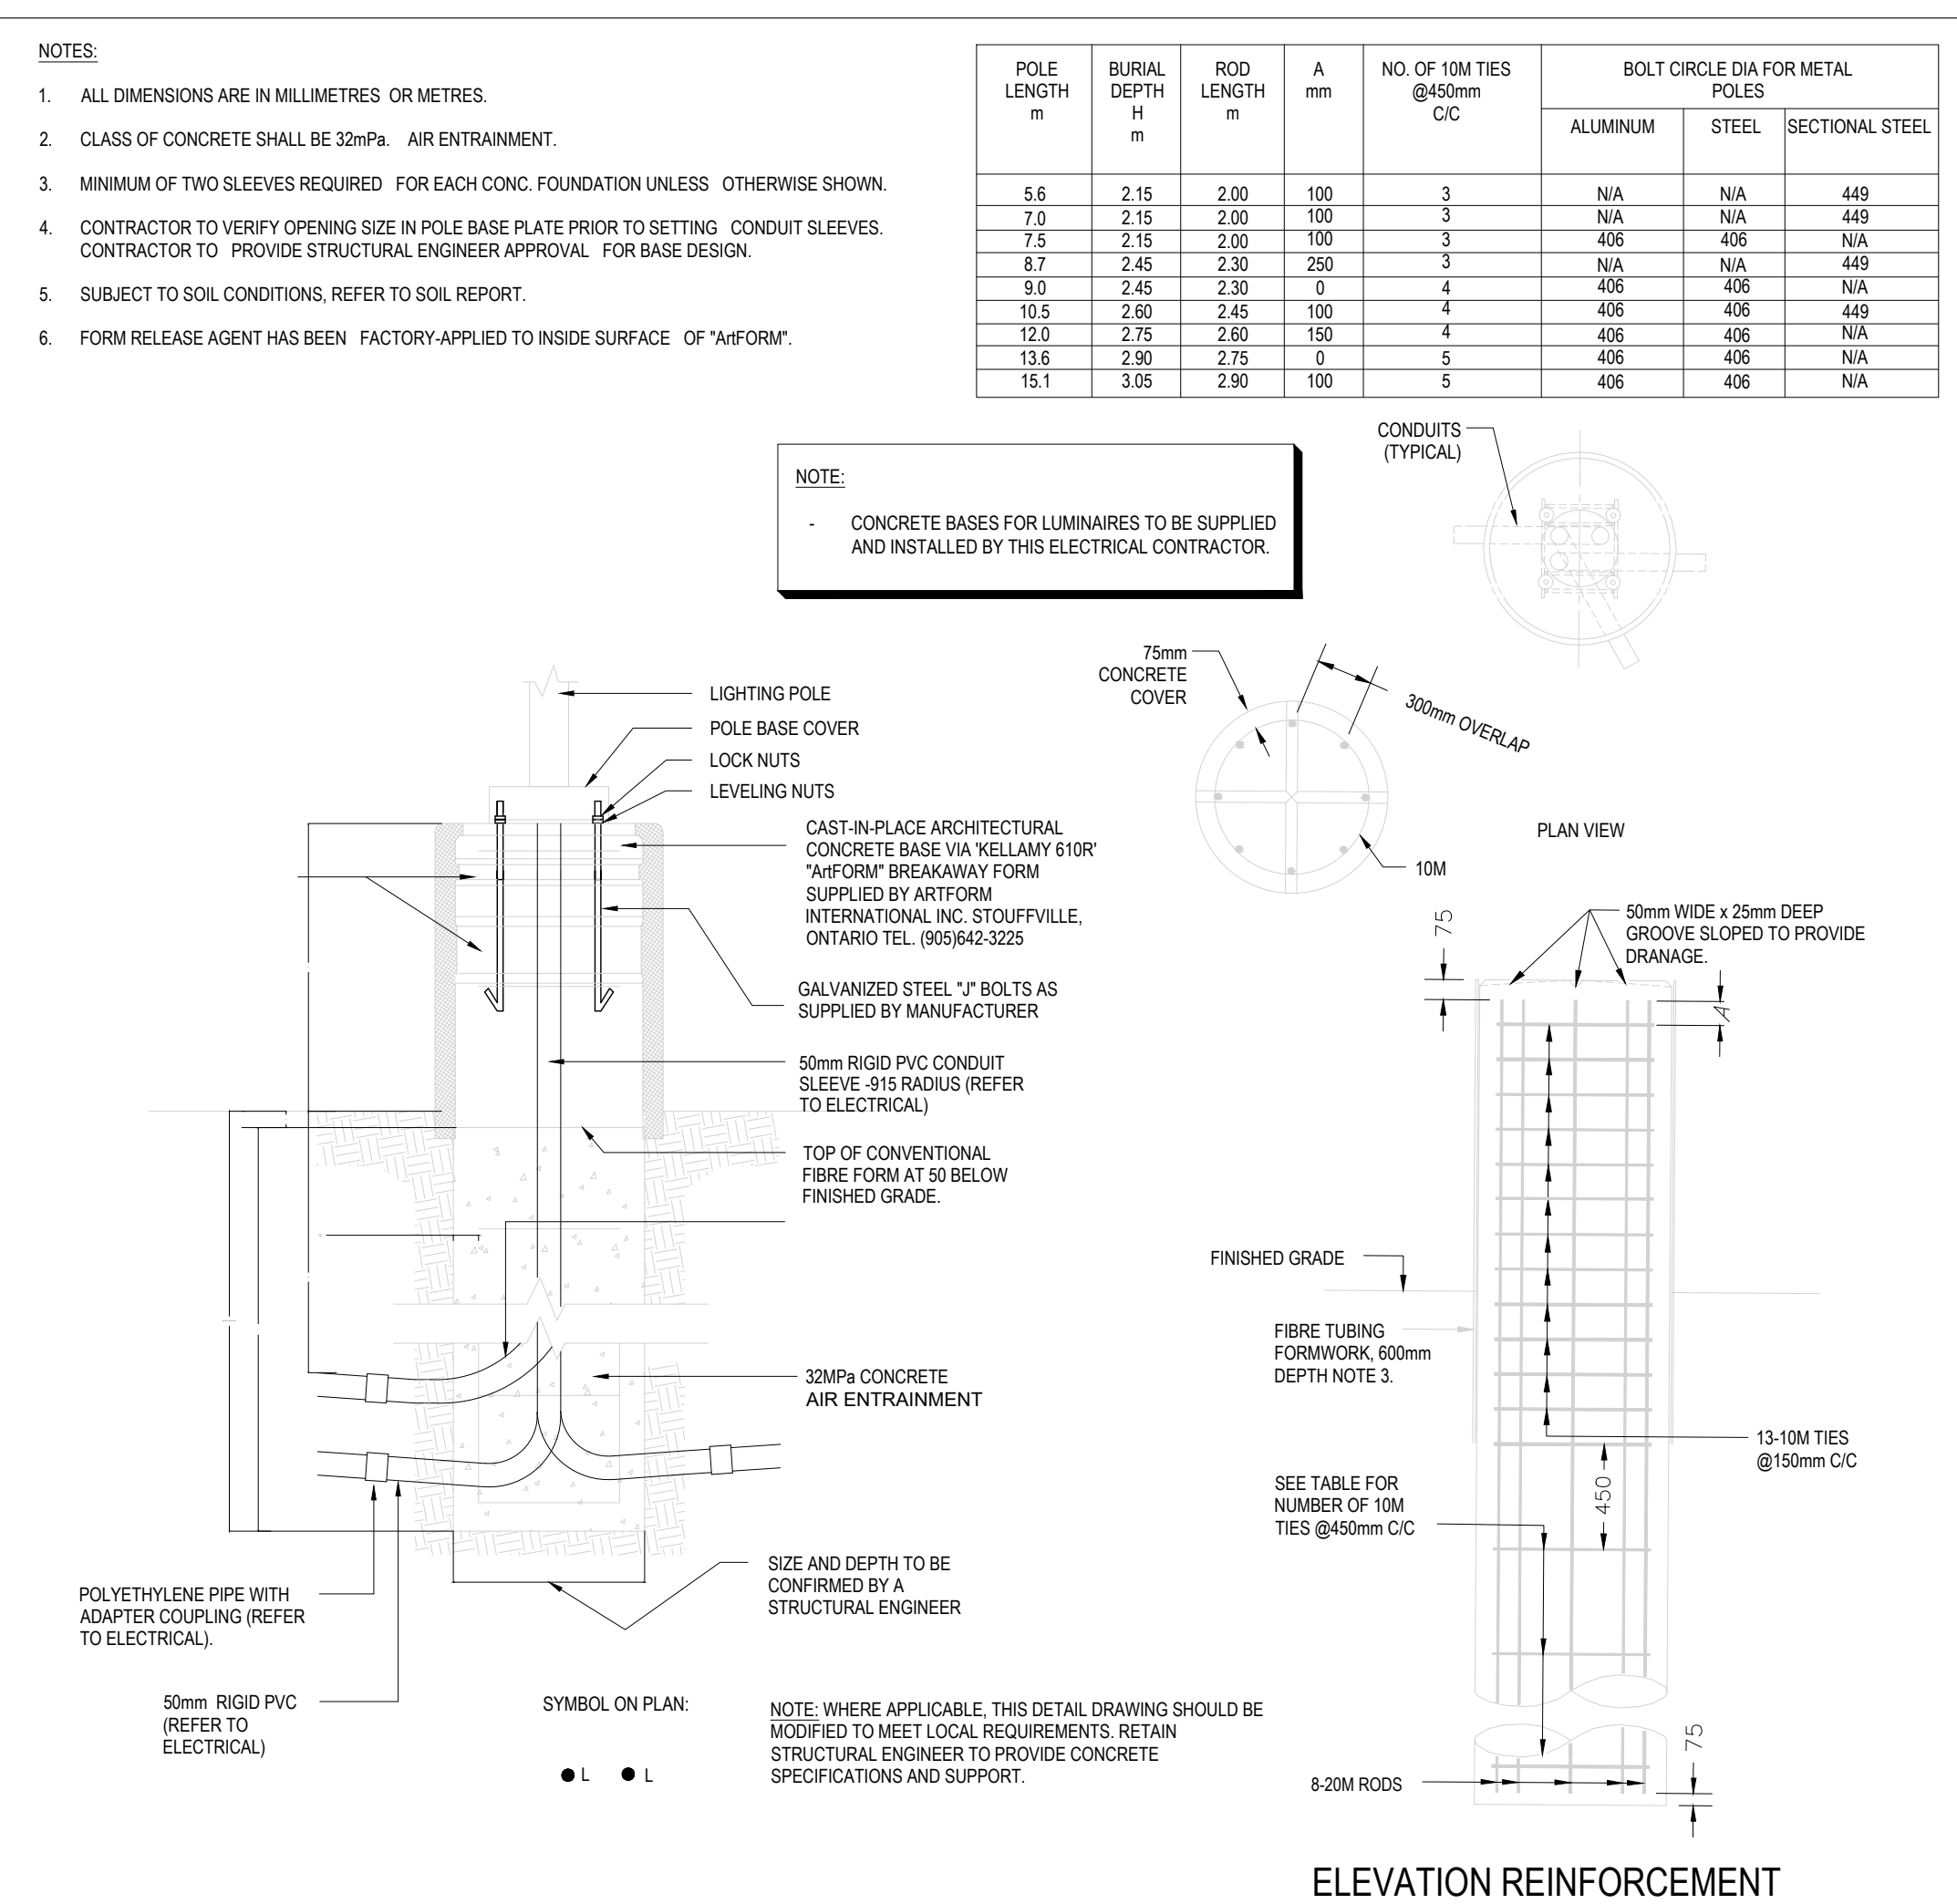 NOTES:
1. ALL DIMENSIONS ARE IN MILLIMETRES OR METRES.
2. CLASS OF CONCRETE SHALL BE 32mPa. AIR ENTRAINMENT.
3. MINIMUM OF TWO SLEEVES REQUIRED FOR EACH CONC. FOUNDATION UNLESS OTHERWISE SHOWN.
4. CONTRACTOR TO VERIFY OPENING SIZE IN POLE BASE PLATE PRIOR TO SETTING CONDUIT SLEEVES.
CONTRACTOR TO PROVIDE STRUCTURAL ENGINEER APPROVAL FOR BASE DESIGN.
5. SUBJECT TO SOIL CONDITIONS, REFER TO SOIL REPORT.
6. FORM RELEASE AGENT HAS BEEN FACTORY-APPLIED TO INSIDE SURFACE OF "ArtFORM".
POLE LENGTH m | BURIAL DEPTH H m | ROD LENGTH m | A mm | NO. OF 10M TIES @450mm C/C | BOLT CIRCLE DIA FOR METAL POLES
ALUMINUM | STEEL | SECTIONAL STEEL
5.6 2.15 2.00 100 3 N/A N/A 449
7.0 2.15 2.00 100 3 N/A N/A 449
7.5 2.15 2.00 100 3 406 406 N/A
8.7 2.45 2.30 250 3 N/A N/A 449
9.0 2.45 2.30 0 4 406 406 N/A
10.5 2.60 2.45 100 4 406 406 449
12.0 2.75 2.60 150 4 406 406 N/A
13.6 2.90 2.75 0 5 406 406 N/A
15.1 3.05 2.90 100 5 406 406 N/A
NOTE:
- CONCRETE BASES FOR LUMINAIRES TO BE SUPPLIED
AND INSTALLED BY THIS ELECTRICAL CONTRACTOR.
CONDUITS
(TYPICAL)
75mm
CONCRETE
COVER
300mm OVERLAP
10M
PLAN VIEW
LIGHTING POLE
POLE BASE COVER
LOCK NUTS
LEVELING NUTS
CAST-IN-PLACE ARCHITECTURAL
CONCRETE BASE VIA 'KELLAMY 610R'
"ArtFORM" BREAKAWAY FORM
SUPPLIED BY ARTFORM
INTERNATIONAL INC. STOUFFVILLE,
ONTARIO TEL. (905)642-3225
GALVANIZED STEEL "J" BOLTS AS
SUPPLIED BY MANUFACTURER
50mm RIGID PVC CONDUIT
SLEEVE -915 RADIUS (REFER
TO ELECTRICAL)
TOP OF CONVENTIONAL
FIBRE FORM AT 50 BELOW
FINISHED GRADE.
32MPa CONCRETE
AIR ENTRAINMENT
SIZE AND DEPTH TO BE
CONFIRMED BY A
STRUCTURAL ENGINEER
POLYETHYLENE PIPE WITH
ADAPTER COUPLING (REFER
TO ELECTRICAL).
50mm RIGID PVC
(REFER TO
ELECTRICAL)
SYMBOL ON PLAN:
L L
NOTE: WHERE APPLICABLE, THIS DETAIL DRAWING SHOULD BE
MODIFIED TO MEET LOCAL REQUIREMENTS. RETAIN
STRUCTURAL ENGINEER TO PROVIDE CONCRETE
SPECIFICATIONS AND SUPPORT.
75
50mm WIDE x 25mm DEEP
GROOVE SLOPED TO PROVIDE
DRANAGE.
A
FINISHED GRADE
FIBRE TUBING
FORMWORK, 600mm
DEPTH NOTE 3.
13-10M TIES
@150mm C/C
450
SEE TABLE FOR
NUMBER OF 10M
TIES @450mm C/C
75
8-20M RODS
ELEVATION REINFORCEMENT